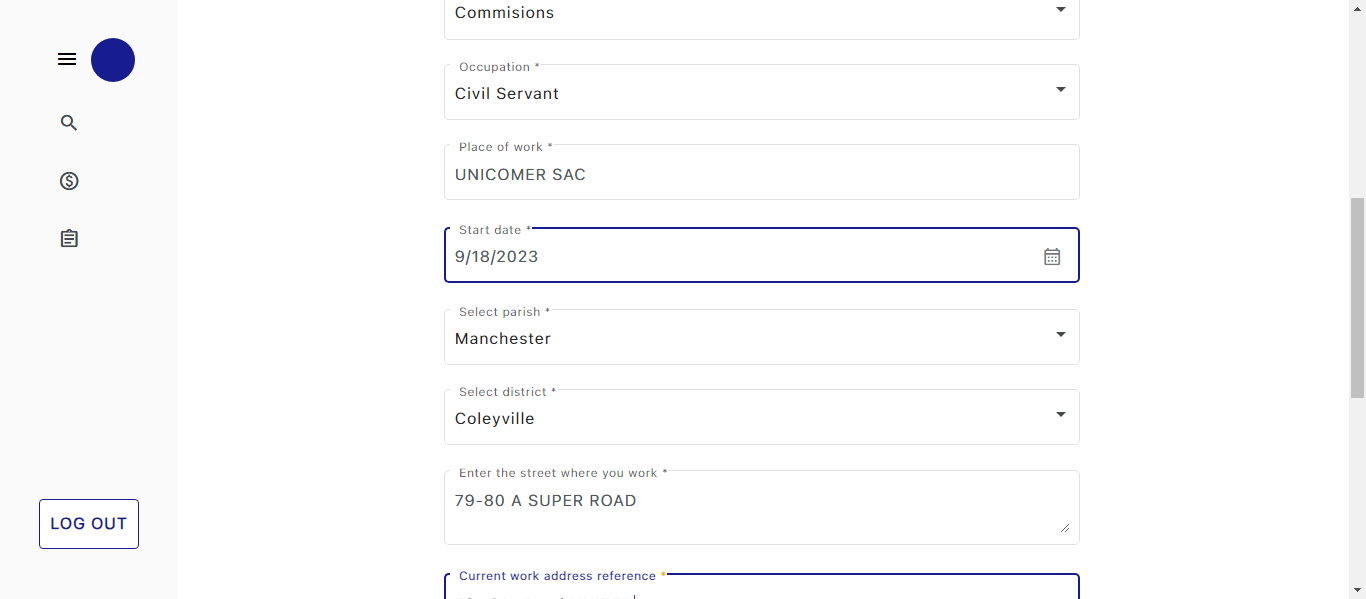 Commisions
Occupation *
Civil Servant
Place of work *
UNICOMER SAC
Start date *
9/18/2023
Select parish *
Manchester
Select district *
Coleyville
Enter the street where you work *
79-80 A SUPER ROAD
Current work address reference *
LOG OUT